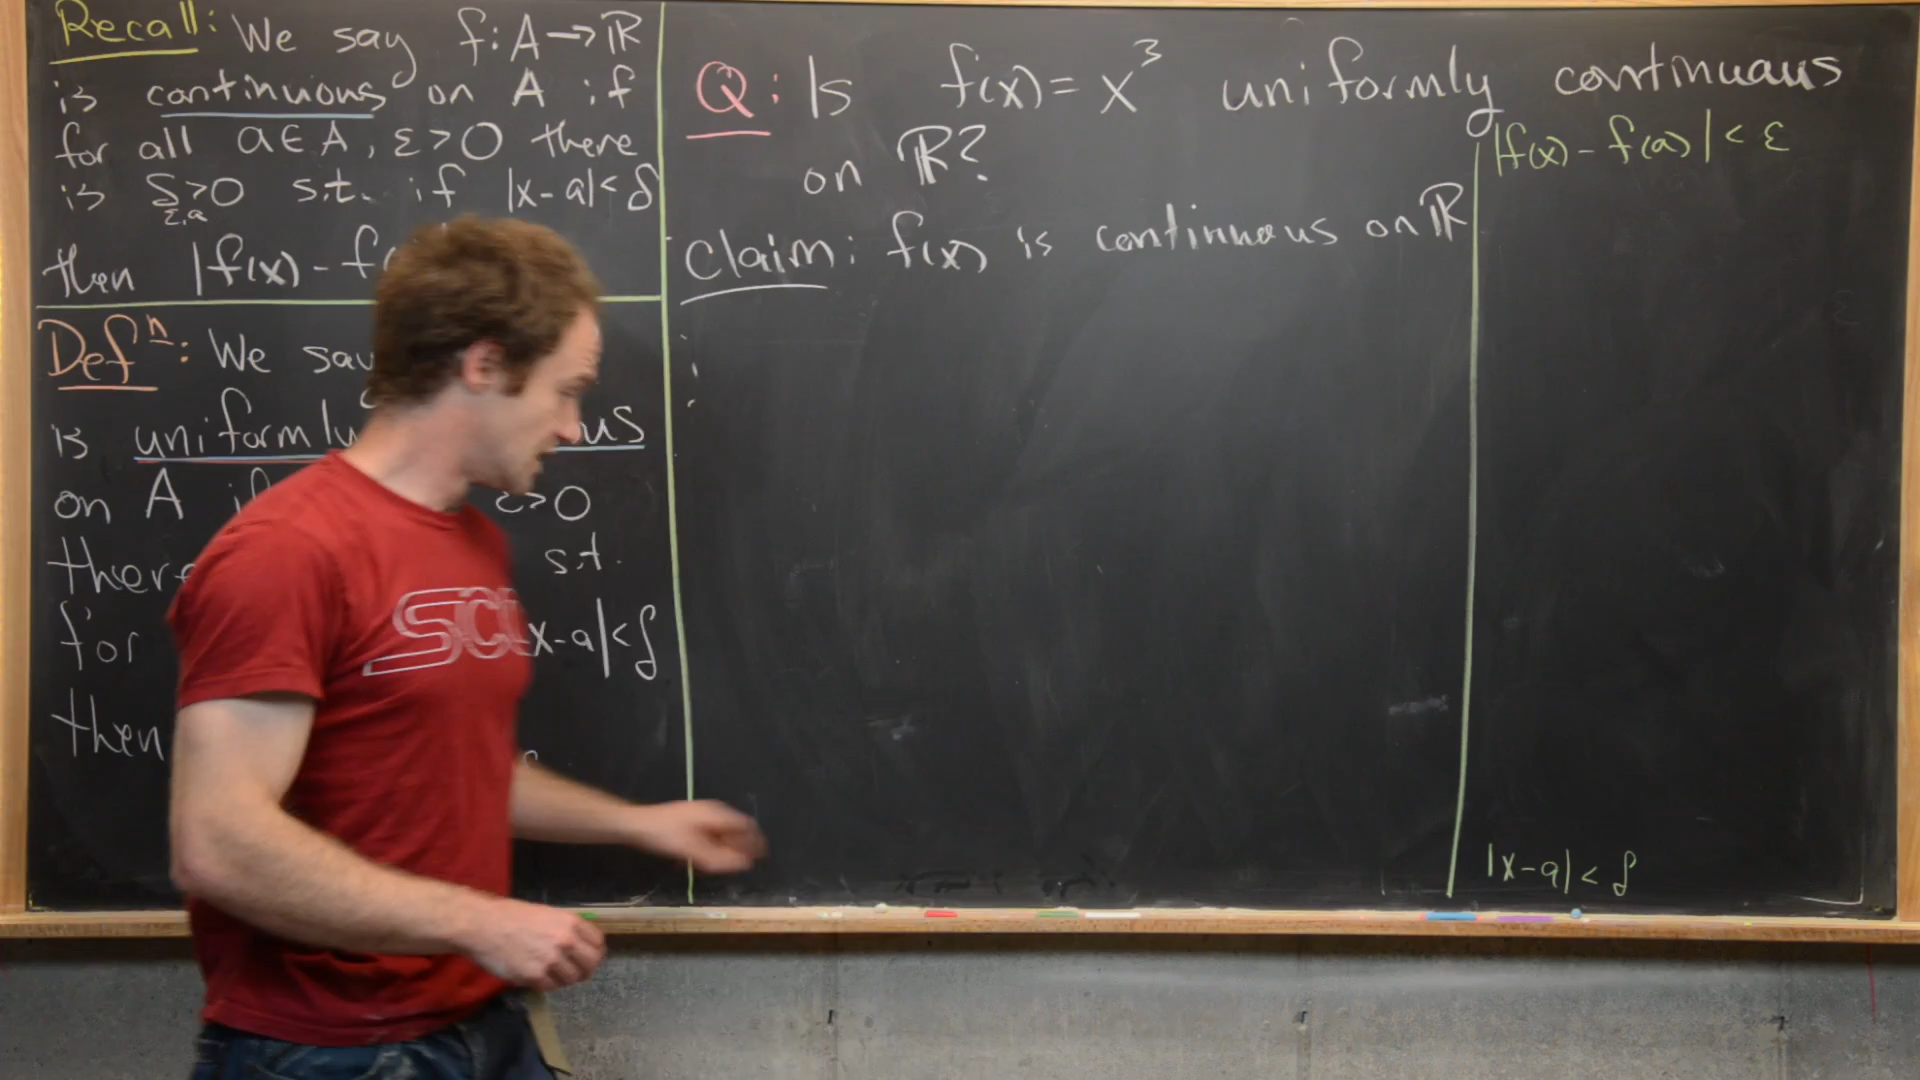 Recall: We say f: A → ℝ
is continuous on A if
for all a ∈ A, ε > 0 there
is δ > 0 s.t. if |x - a| < δ
ε,a
then |f(x) - f(
Defⁿ: We say
is uniformly
on A ε > 0
there s.t.
for x - a| < δ
then
Q: Is f(x) = x³ uniformly continuous
on ℝ?
Claim: f(x) is continuous on ℝ
|f(x) - f(a)| < ε
|x - a| < δ